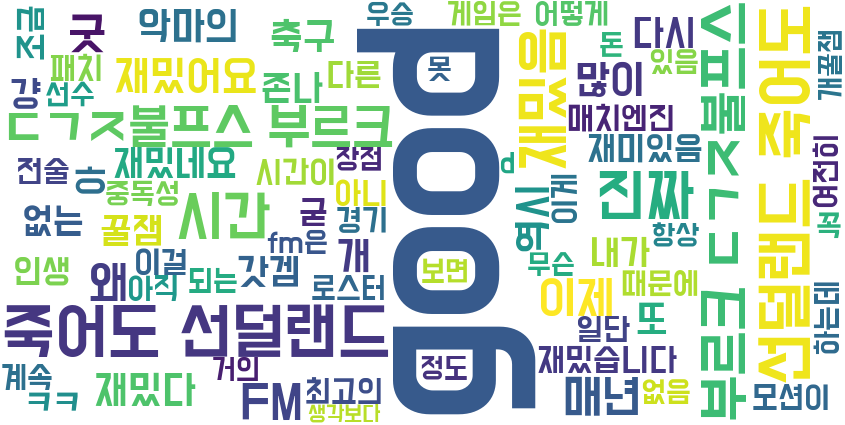 조금
굿
악마의
축구
우승
게임은 어떻게
돈
다시
개꿀잼
패치
재밌어요
존나
다른
못
good
재밌음
많이
있음
걍
선수
ㄷㄱㅈ불프스 부르크
매치엔진
부르크 ㄷㄱㅈ불프스
선덜랜드 죽어도
전술
ㅎ
재밌네요
시간이
장점
p
재미있음
여전히
중독성
아니
진짜
이게
역시
없는
꿀잼
시간
굳
경기
fm은
내가
항상
꼭
인생
왜
이걸
아직
되는
갓겜
개
로스터
보면
무슨
이제
때문에
또
하는데
죽어도 선덜랜드
일단
계속
ㅋㅋ
재밌다
거의
FM
최고의
생각보다
정도
재밌습니다
매년
없음
모션이